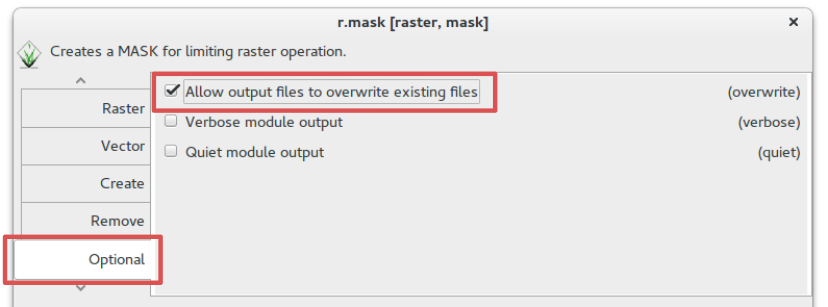 r.mask [raster, mask]
×
Creates a MASK for limiting raster operation.
Raster
Vector
Create
Remove
Optional
Allow output files to overwrite existing files (overwrite)
Verbose module output (verbose)
Quiet module output (quiet)